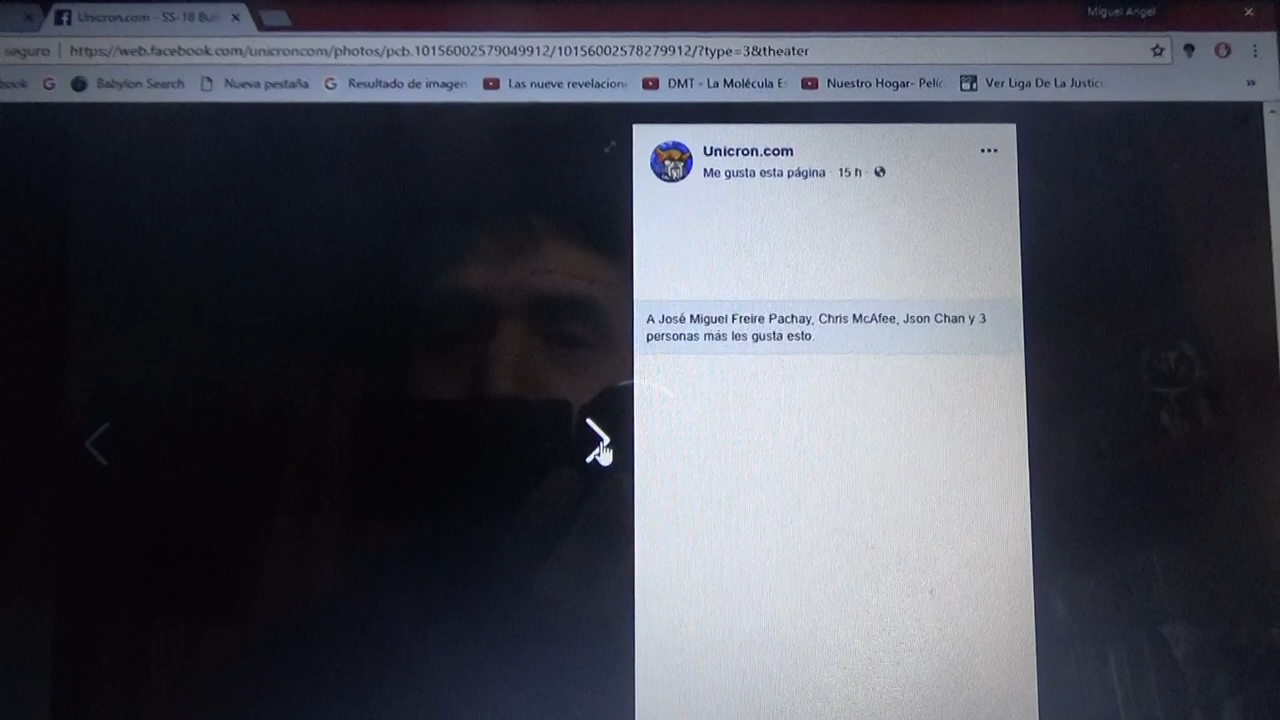 Unicron.com - SS-18 Bu
Miguel Angel
seguro
https://web.facebook.com/unicroncom/photos/pcb.10156002579049912/10156002578279912/?type=3&theater
book
Babylon Search
Nueva pestaña
Resultado de imagen
Las nueve revelacion
DMT - La Molécula E
Nuestro Hogar- Pelíc
Ver Liga De La Justic
Unicron.com
Me gusta esta página · 15 h ·
A José Miguel Freire Pachay, Chris McAfee, Json Chan y 3
personas más les gusta esto.